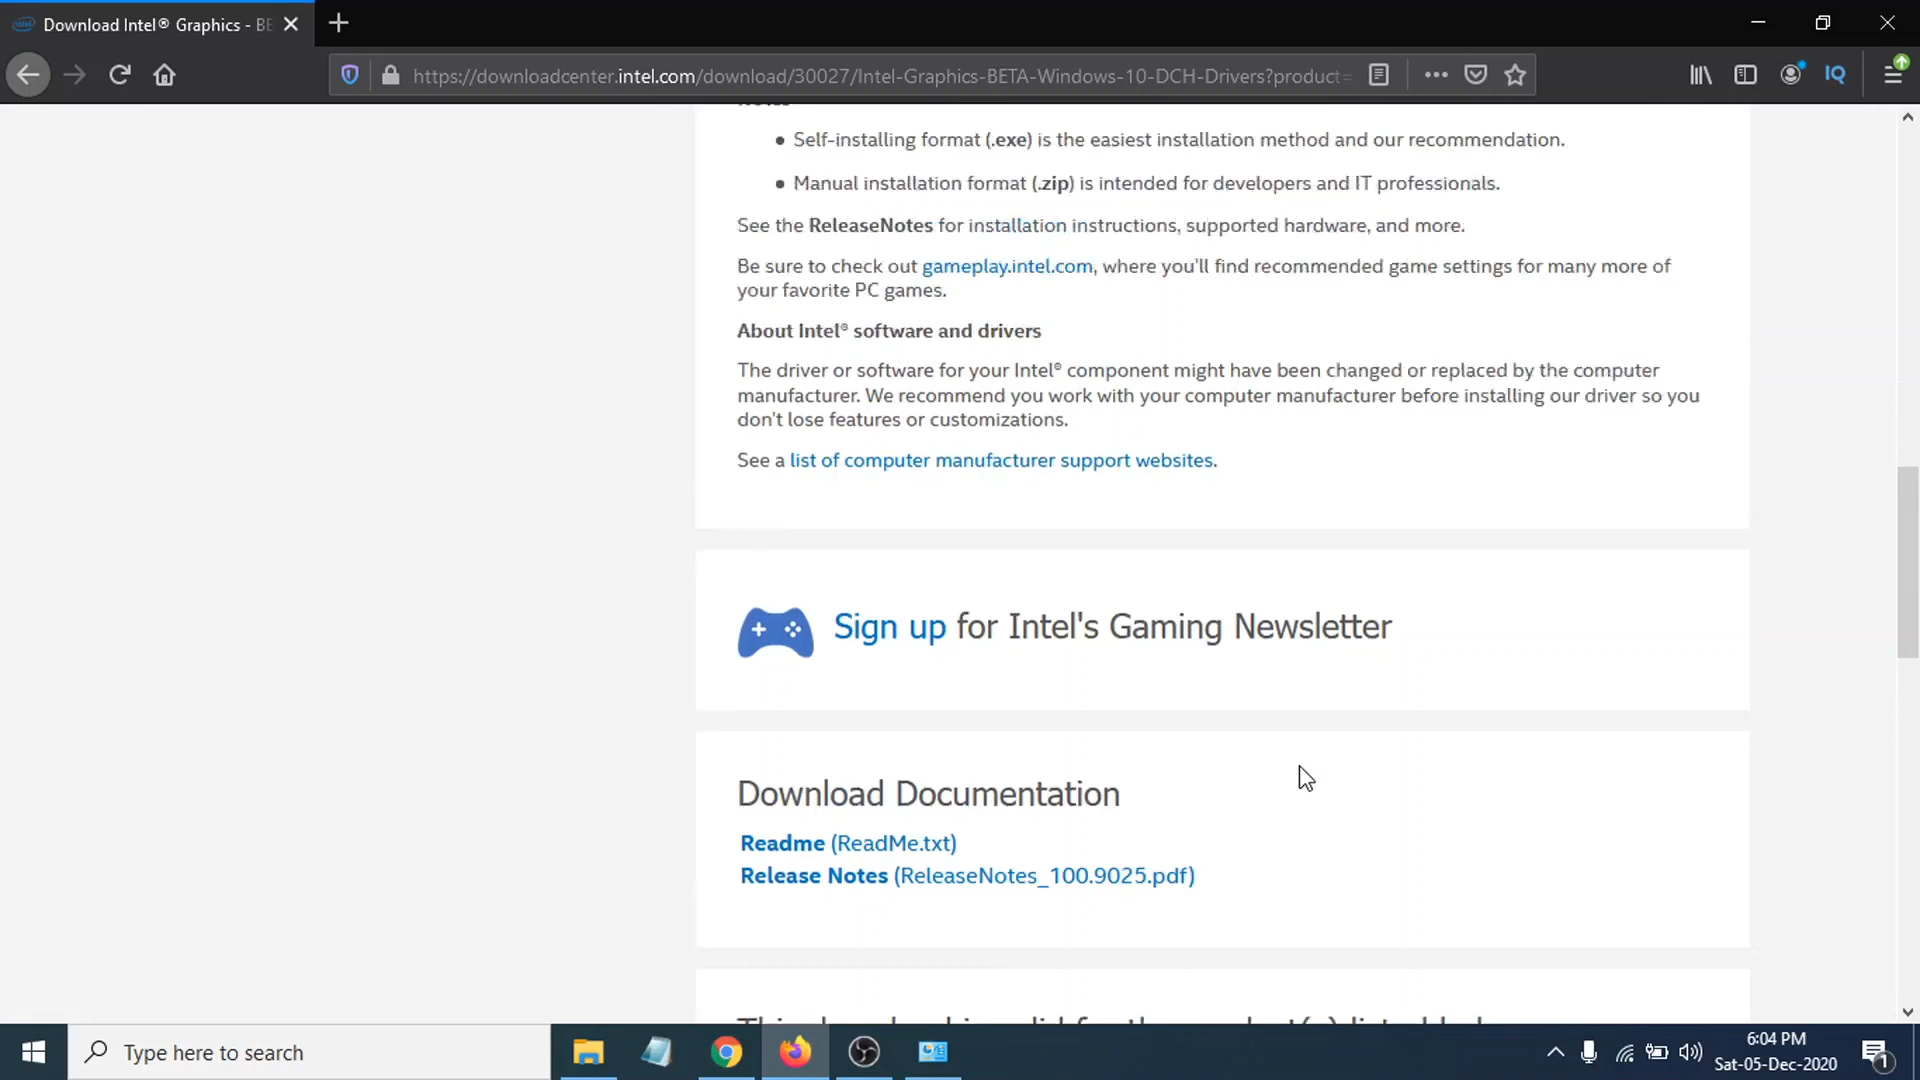 Download Intel® Graphics - BE
https://downloadcenter.intel.com/download/30027/Intel-Graphics-BETA-Windows-10-DCH-Drivers?product=
IQ
Self-installing format (.exe) is the easiest installation method and our recommendation.
Manual installation format (.zip) is intended for developers and IT professionals.
See the ReleaseNotes for installation instructions, supported hardware, and more.
Be sure to check out gameplay.intel.com, where you'll find recommended game settings for many more of
your favorite PC games.
About Intel® software and drivers
The driver or software for your Intel® component might have been changed or replaced by the computer
manufacturer. We recommend you work with your computer manufacturer before installing our driver so you
don't lose features or customizations.
See a list of computer manufacturer support websites.
Sign up for Intel's Gaming Newsletter
Download Documentation
Readme (ReadMe.txt)
Release Notes (ReleaseNotes_100.9025.pdf)
Type here to search
6:04 PM
Sat-05-Dec-2020
1